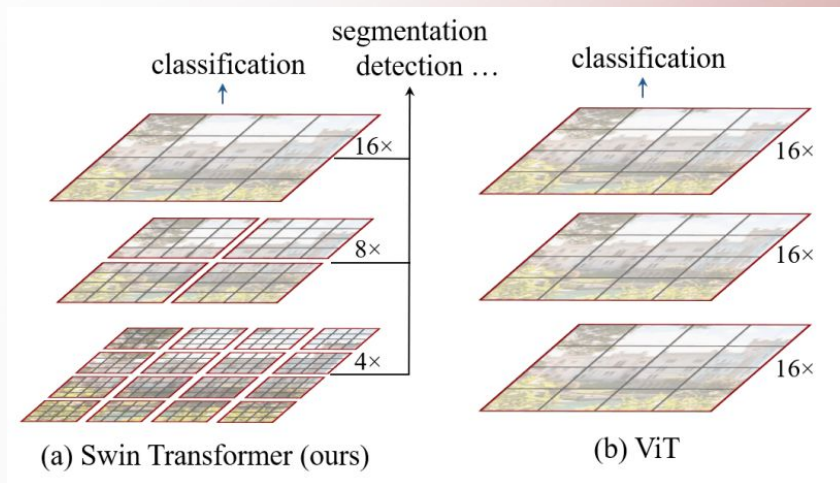 segmentation
detection …
classification
16×
8×
4×
(a) Swin Transformer (ours)
classification
16×
16×
16×
(b) ViT